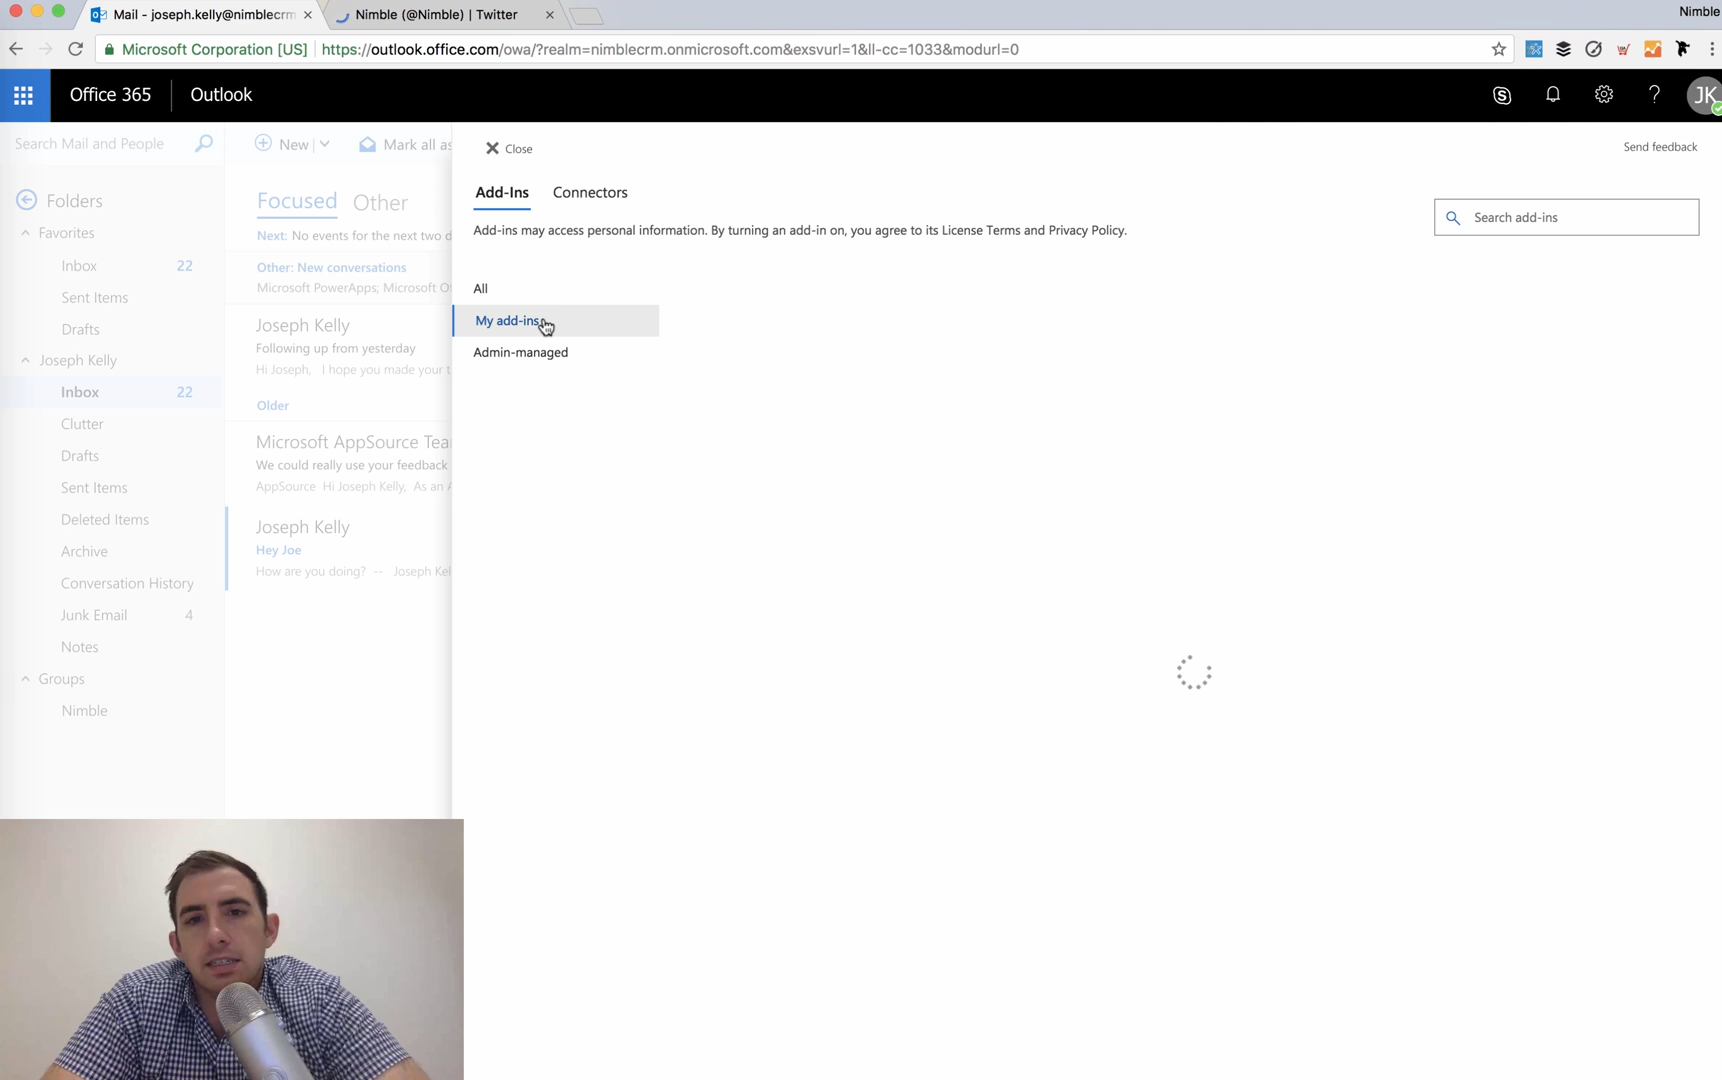 Mail - joseph.kelly@nimblecrm
Nimble (@Nimble) | Twitter
Nimble
Microsoft Corporation [US]
https://outlook.office.com/owa/?realm=nimblecrm.onmicrosoft.com&exsvurl=1&ll-cc=1033&modurl=0
Office 365
Outlook
JK
Search Mail and People
New
Mark all as
Close
Send feedback
Folders
Focused
Other
Add-Ins
Connectors
Search add-ins
Favorites
Next: No events for the next two d
Add-ins may access personal information. By turning an add-in on, you agree to its License Terms and Privacy Policy.
Inbox 22
Other: New conversations
Microsoft PowerApps; Microsoft O
All
Sent Items
Drafts
Joseph Kelly
Following up from yesterday
Hi Joseph, I hope you made your t
My add-ins
Admin-managed
Joseph Kelly
Inbox 22
Older
Clutter
Drafts
Microsoft AppSource Tea
We could really use your feedback
AppSource Hi Joseph Kelly, As an A
Sent Items
Deleted Items
Joseph Kelly
Hey Joe
How are you doing? -- Joseph Kel
Archive
Conversation History
Junk Email 4
Notes
Groups
Nimble